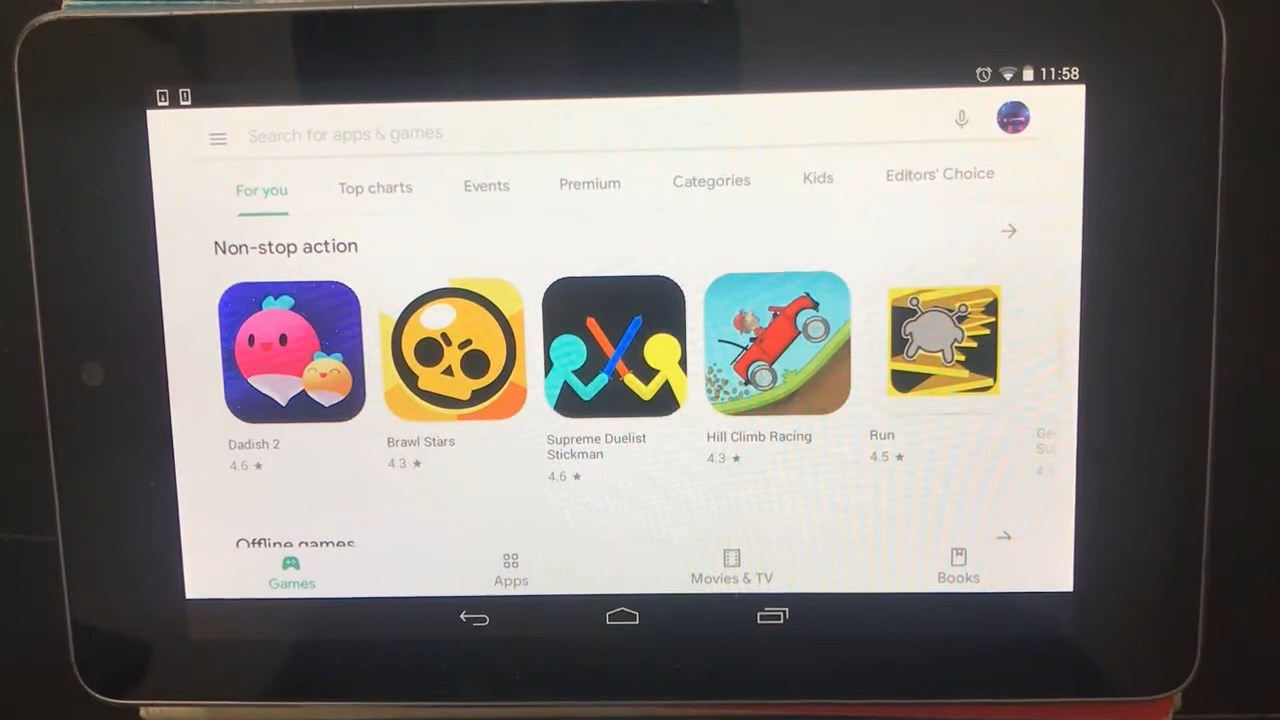 11:58
Search for apps & games
For you Top charts Events Premium Categories Kids Editors' Choice
Non-stop action
Dadish 2
4.6 ★
Brawl Stars
4.3 ★
Supreme Duelist
Stickman
4.6 ★
Hill Climb Racing
4.3 ★
Run
4.5 ★
Offline games
Games Apps Movies & TV Books